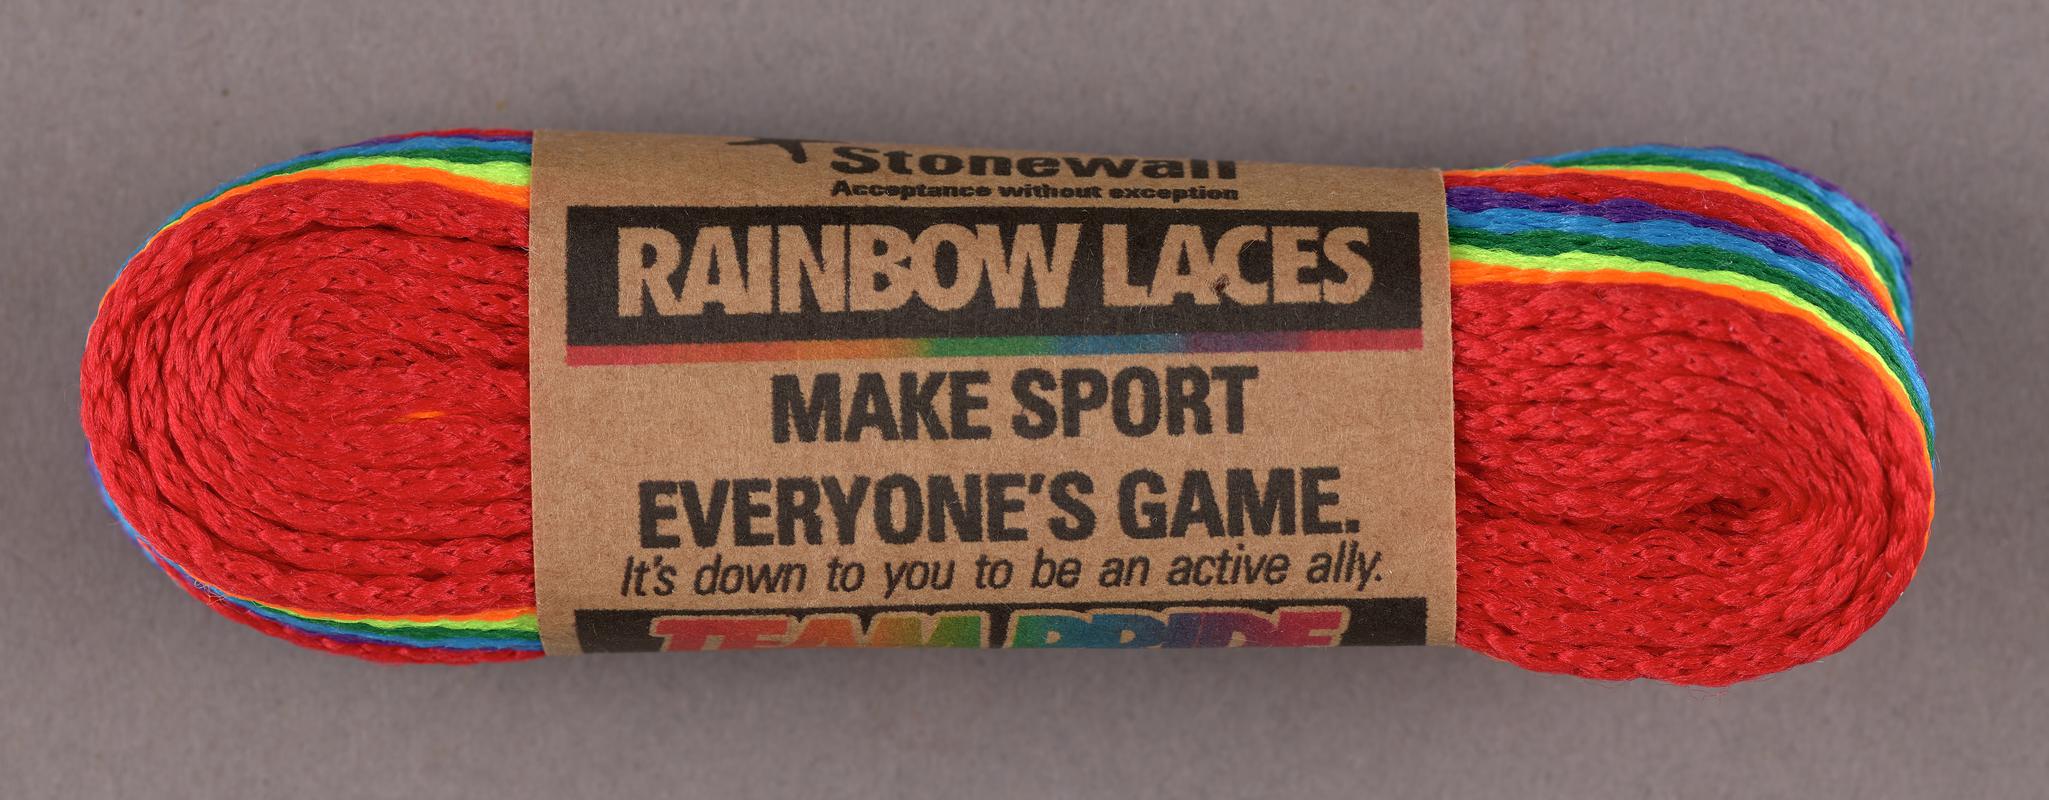 Stonewall
Acceptance without exception
RAINBOW LACES
MAKE SPORT
EVERYONE'S GAME.
It's down to you to be an active ally.
TEAM PRIDE